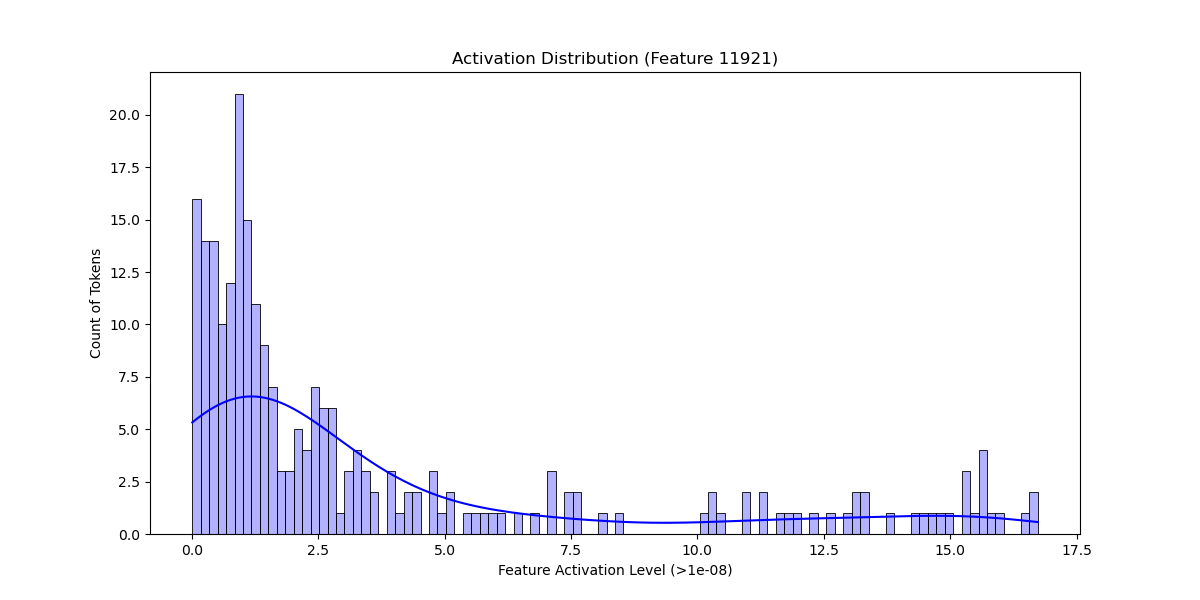 Activation Distribution (Feature 11921)
20.0
17.5
15.0
12.5
10.0
7.5
5.0
2.5
0.0
Count of Tokens
0.0 2.5 5.0 7.5 10.0 12.5 15.0 17.5
Feature Activation Level (>1e-08)